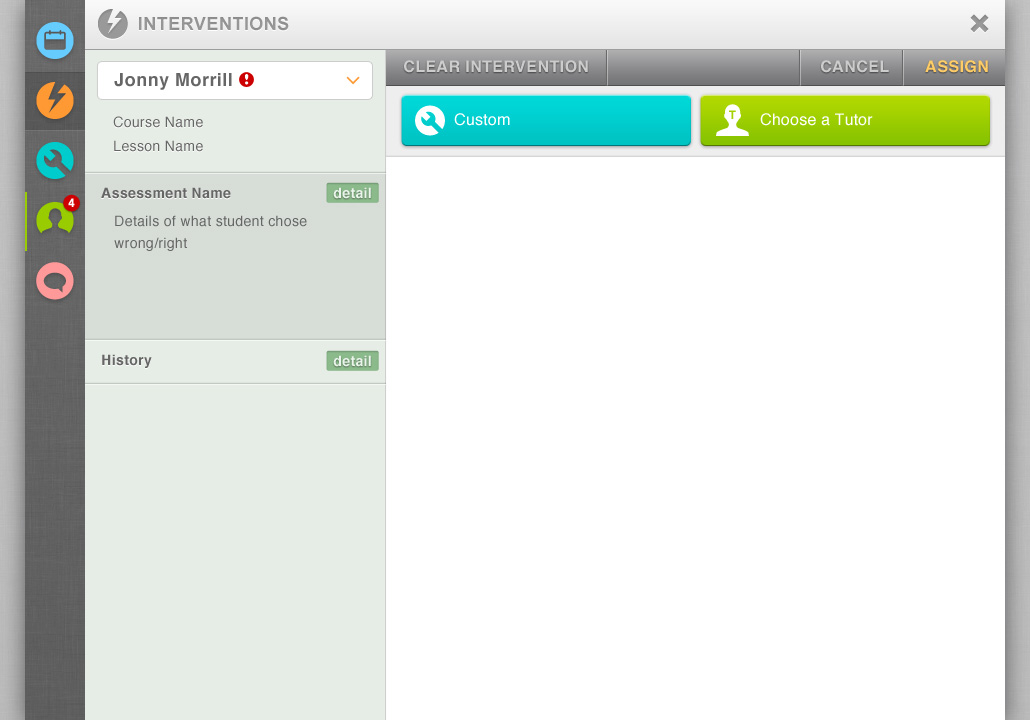 INTERVENTIONS
4
Jonny Morrill
Course Name
Lesson Name
Assessment Name
detail
Details of what student chose
wrong/right
History
detail
CLEAR INTERVENTION
CANCEL
ASSIGN
Custom
T
Choose a Tutor